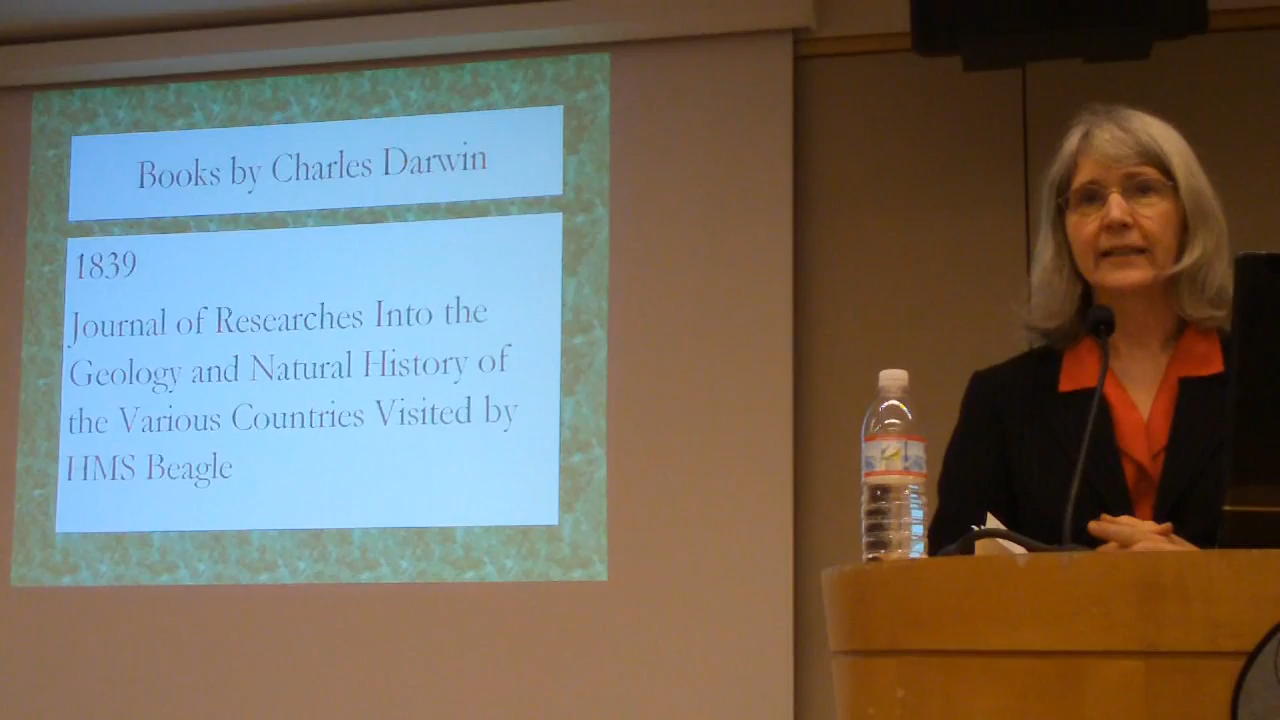 Books by Charles Darwin
1839
Journal of Researches Into the
Geology and Natural History of
the Various Countries Visited by
HMS Beagle